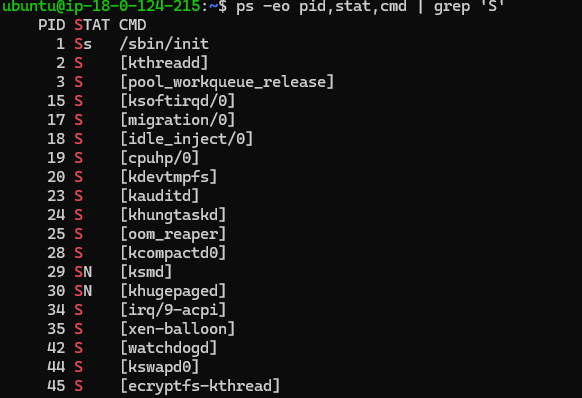 ubuntu@ip-18-0-124-215:~$ ps -eo pid,stat,cmd | grep 'S'
PID STAT CMD
1 Ss /sbin/init
2 S [kthreadd]
3 S [pool_workqueue_release]
15 S [ksoftirqd/0]
17 S [migration/0]
18 S [idle_inject/0]
19 S [cpuhp/0]
20 S [kdevtmpfs]
23 S [kauditd]
24 S [khungtaskd]
25 S [oom_reaper]
28 S [kcompactd0]
29 SN [ksmd]
30 SN [khugepaged]
34 S [irq/9-acpi]
35 S [xen-balloon]
42 S [watchdogd]
44 S [kswapd0]
45 S [ecryptfs-kthread]